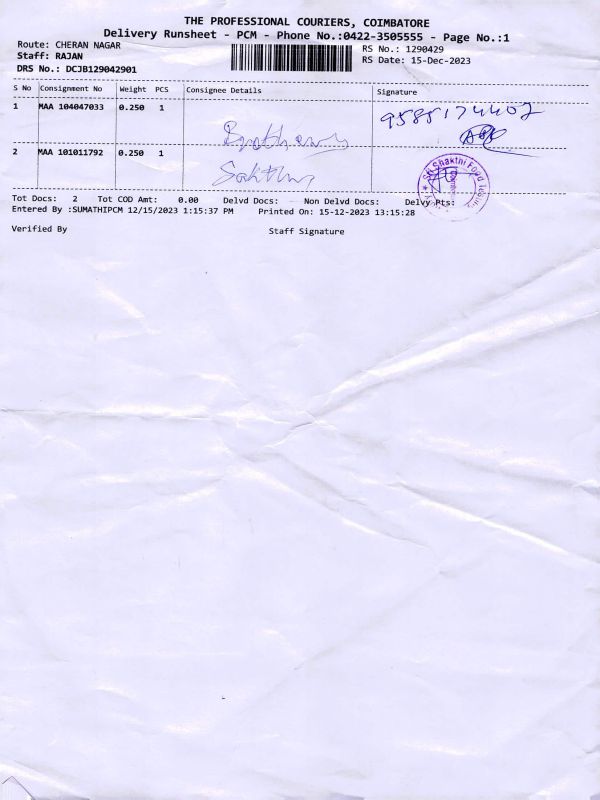 THE PROFESSIONAL COURIERS, COIMBATORE
Delivery Runsheet - PCM - Phone No.:0422-3505555 - Page No.:1
Route: CHERAN NAGAR
RS No.: 1290429
Staff: RAJAN
RS Date: 15-Dec-2023
DRS No.: DCJB129042901
S No Consignment No Weight PCS Consignee Details Signature
1 MAA 104047033 0.250 1
2 MAA 101011792 0.250 1
Sakthi
Sri Shakthi Food
Tot Docs: 2 Tot COD Amt: 0.00 Delvd Docs: Non Delvd Docs: Delvy Pts:
Entered By :SUMATHIPCM 12/15/2023 1:15:37 PM Printed On: 15-12-2023 13:15:28
Verified By Staff Signature